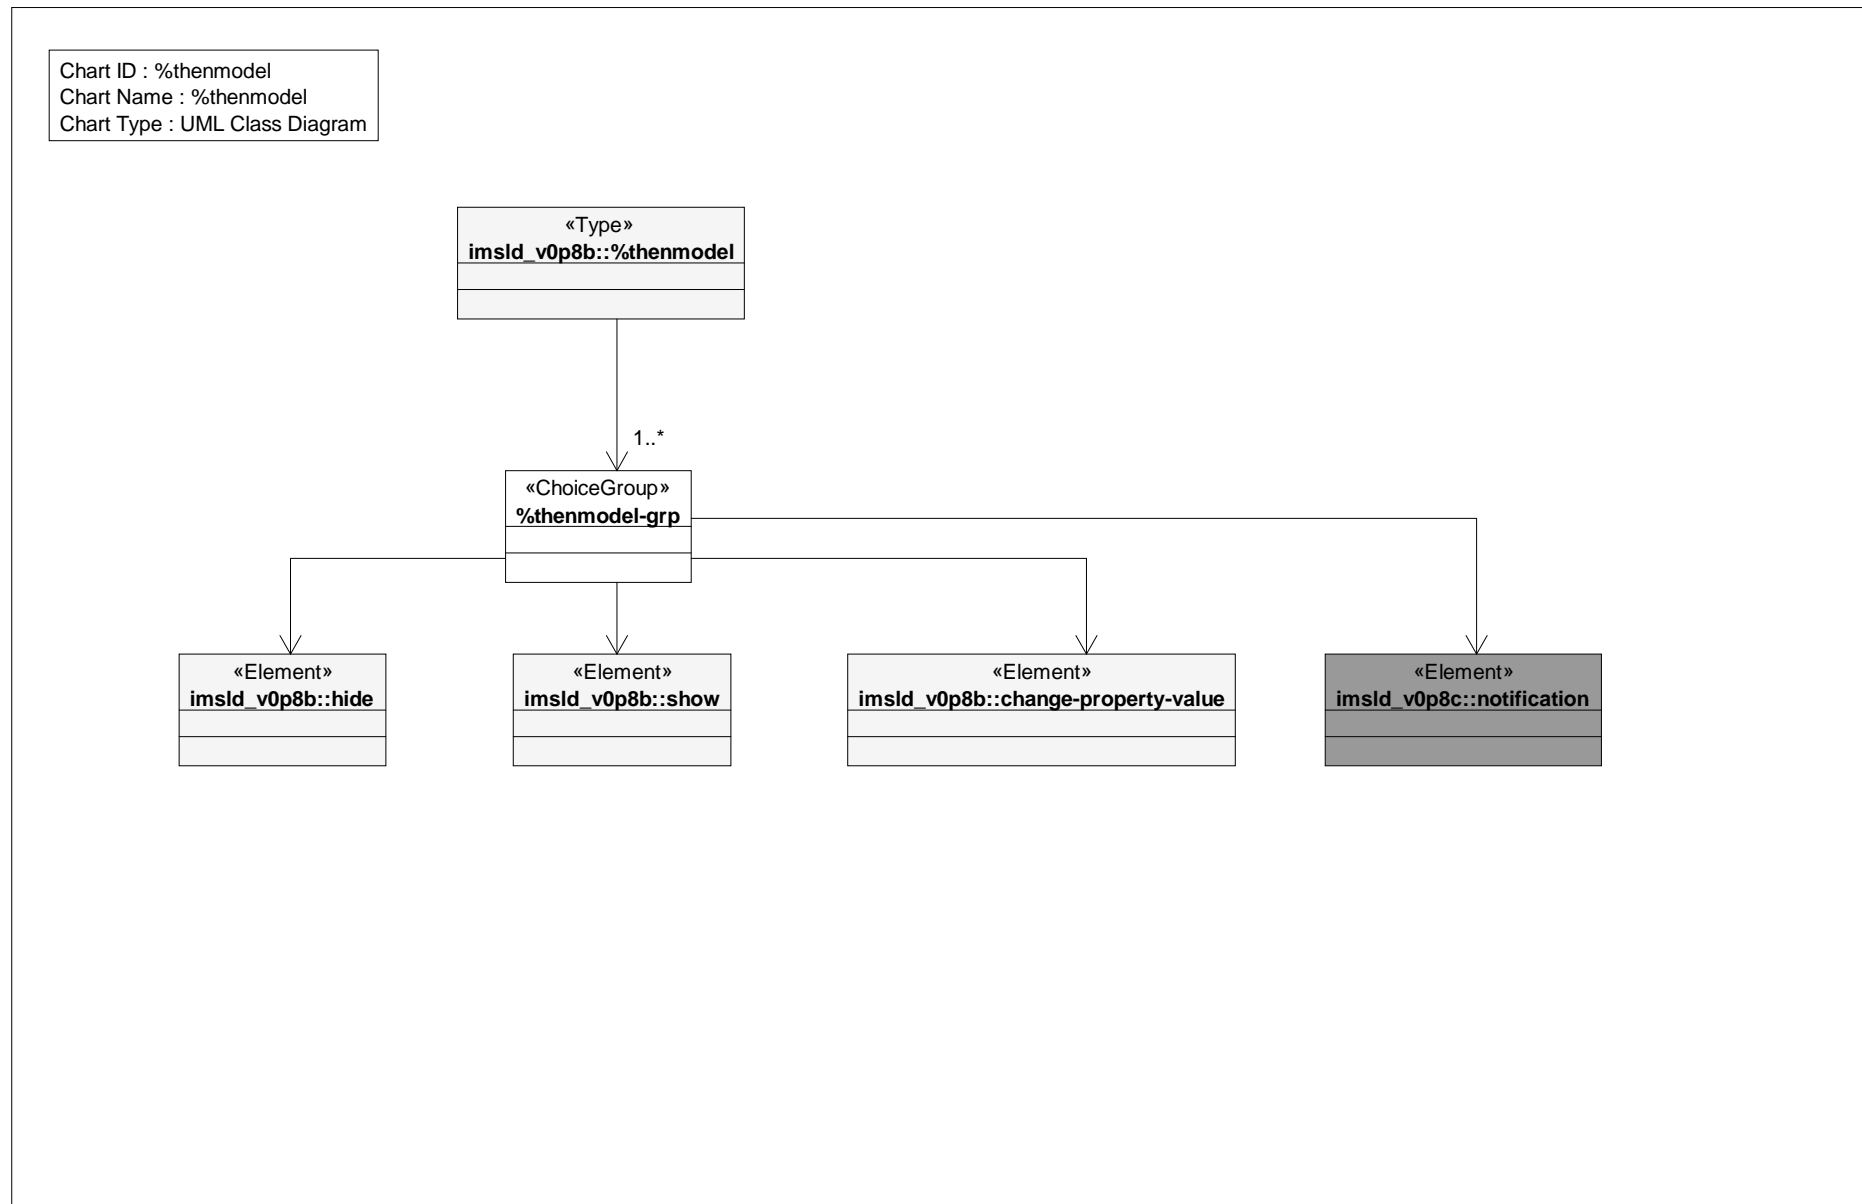 Chart ID : %thenmodel
Chart Name : %thenmodel
Chart Type : UML Class Diagram
«Type»
imsld_v0p8b::%thenmodel
1..*
«ChoiceGroup»
%thenmodel-grp
«Element»
imsld_v0p8b::hide
«Element»
imsld_v0p8b::show
«Element»
imsld_v0p8b::change-property-value
«Element»
imsld_v0p8c::notification